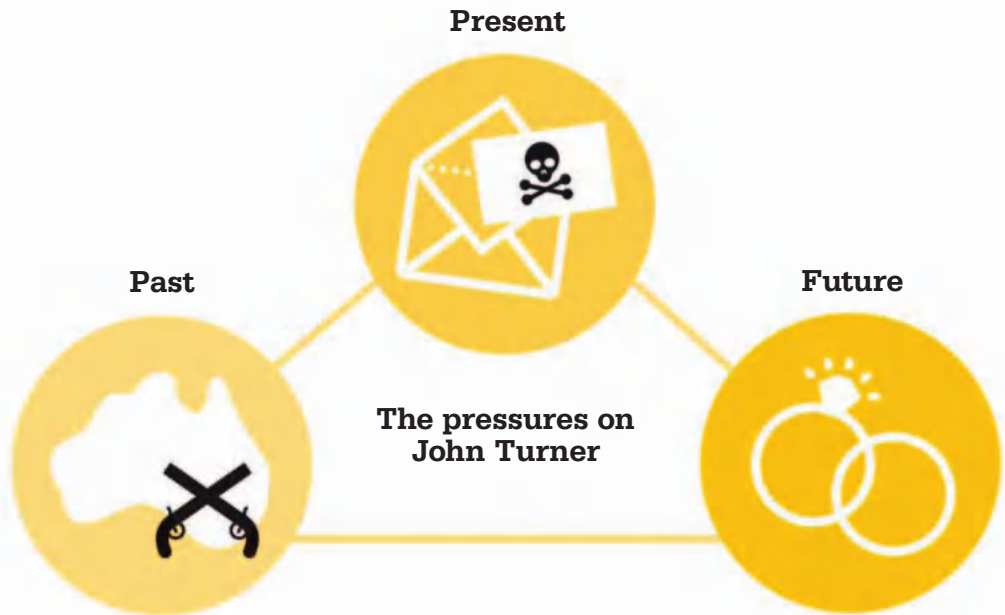 Present
Past
Future
The pressures on
John Turner